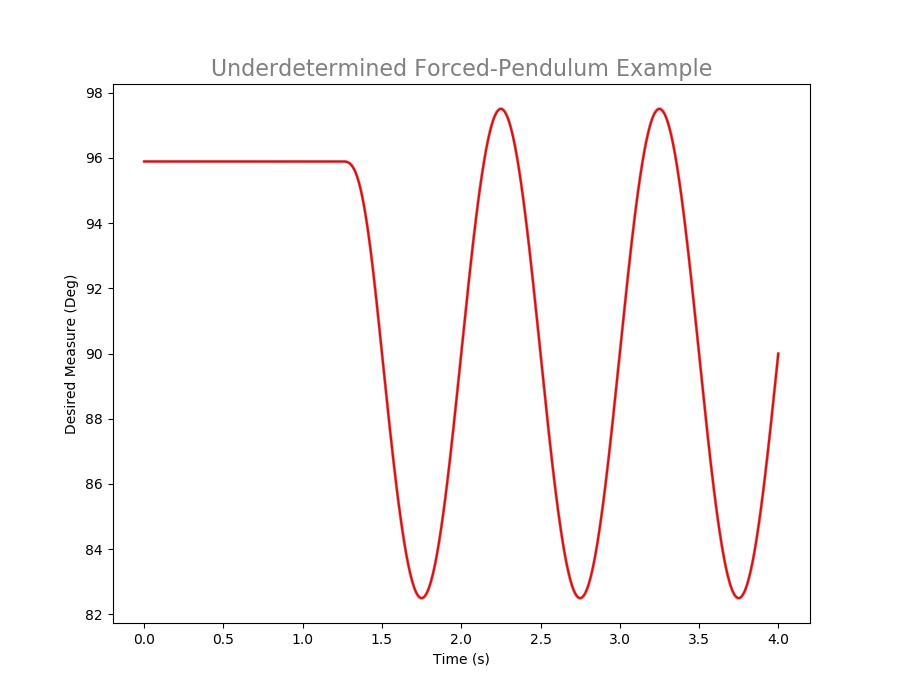 Underdetermined Forced-Pendulum Example
98
96
94
92
90
88
86
84
82
Desired Measure (Deg)
0.0 0.5 1.0 1.5 2.0 2.5 3.0 3.5 4.0
Time (s)